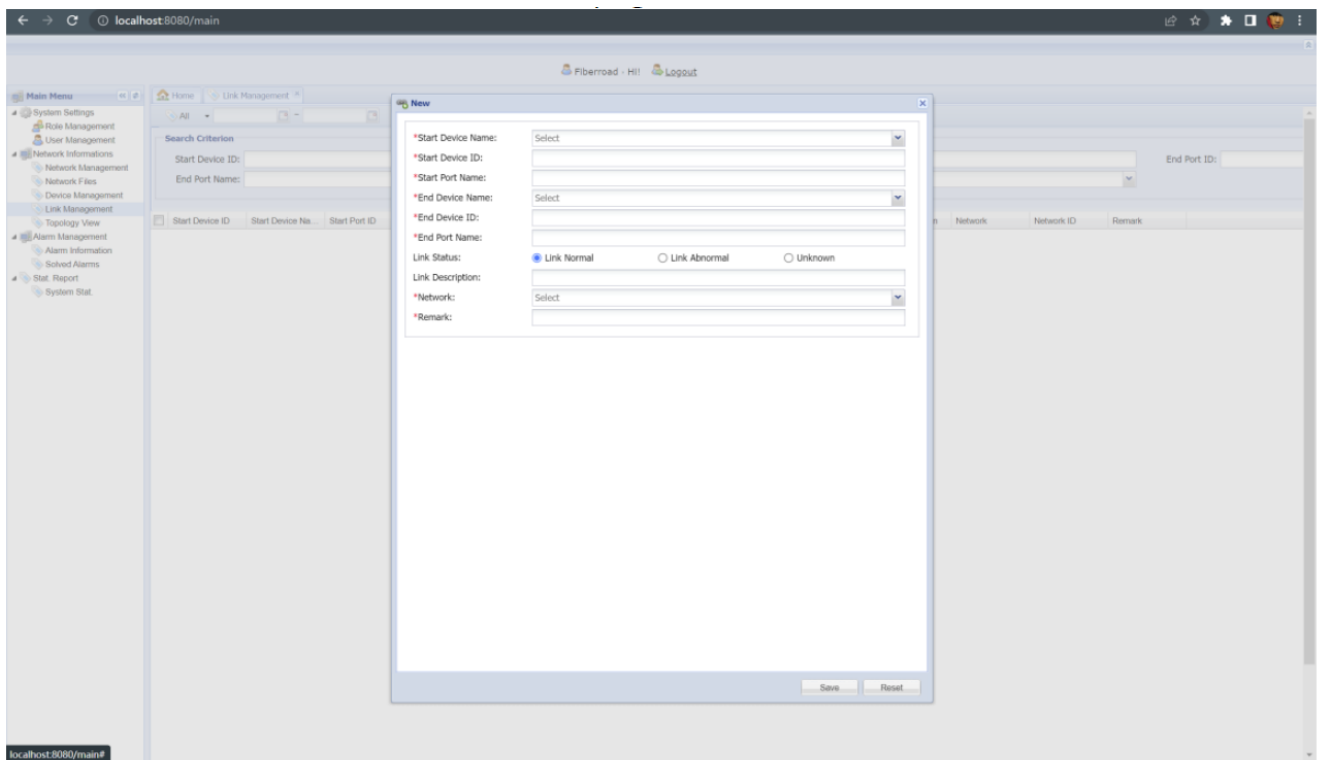 localhost:8080/main
Fiberroad - Hi! Logout
Main Menu
System Settings
Role Management
User Management
Network Informations
Network Management
Network Files
Device Management
Link Management
Topology View
Alarm Management
Alarm Information
Solved Alarms
Stat. Report
System Stat.
Home Link Management
All -
Search Criterion
Start Device ID: End Port ID:
End Port Name:
Start Device ID Start Device Na... Start Port ID Network Network ID Remark
New
*Start Device Name: Select
*Start Device ID:
*Start Port Name:
*End Device Name: Select
*End Device ID:
*End Port Name:
Link Status: Link Normal Link Abnormal Unknown
Link Description:
*Network: Select
*Remark:
Save Reset
localhost:8080/main#